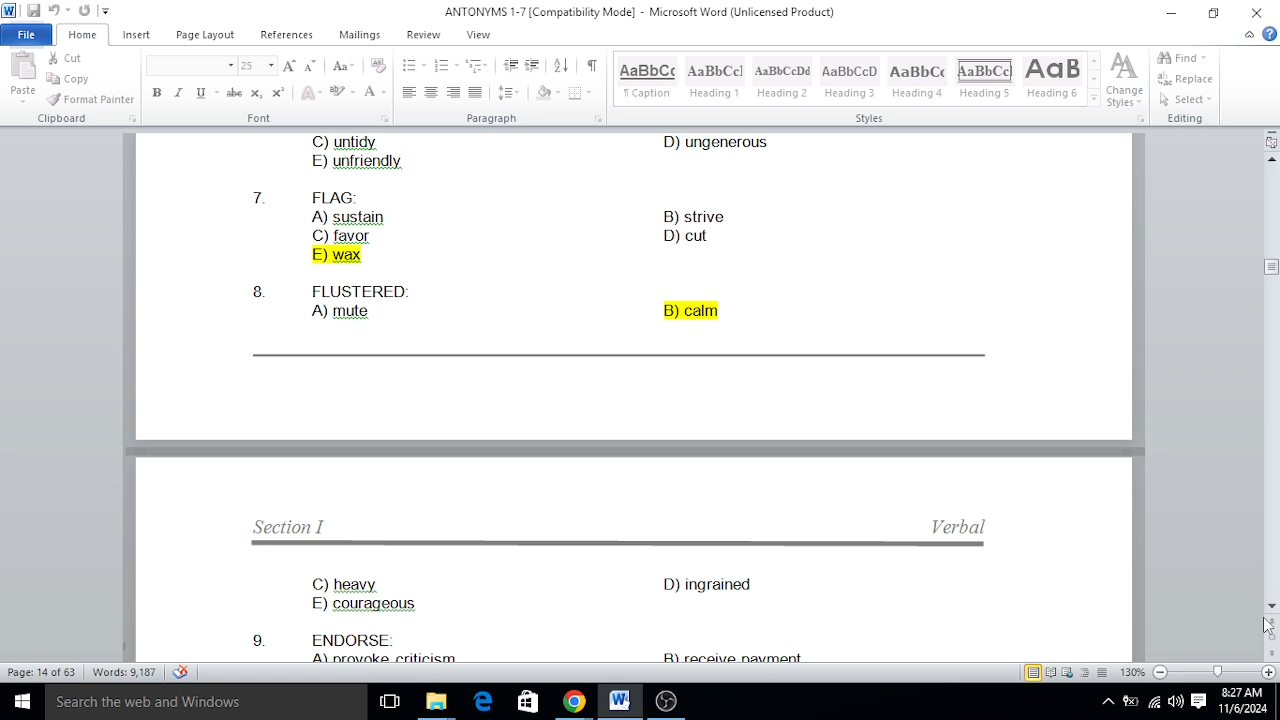 ANTONYMS 1-7 [Compatibility Mode] - Microsoft Word (Unlicensed Product)
File Home Insert Page Layout References Mailings Review View
Paste
Cut
Copy
Format Painter
25
AaBbCc AaBbCcl AaBbCcDd AaBbCcD AaBbCc AaBbCc AaB
¶ Caption Heading 1 Heading 2 Heading 3 Heading 4 Heading 5 Heading 6
Change Styles
Find
Replace
Select
Clipboard Font Paragraph Styles Editing
C) untidy D) ungenerous
E) unfriendly
7. FLAG:
A) sustain B) strive
C) favor D) cut
E) wax
8. FLUSTERED:
A) mute B) calm
Section I Verbal
C) heavy D) ingrained
E) courageous
9. ENDORSE:
A) provoke criticism B) receive payment
Page: 14 of 63 Words: 9,187 130%
Search the web and Windows
8:27 AM
11/6/2024